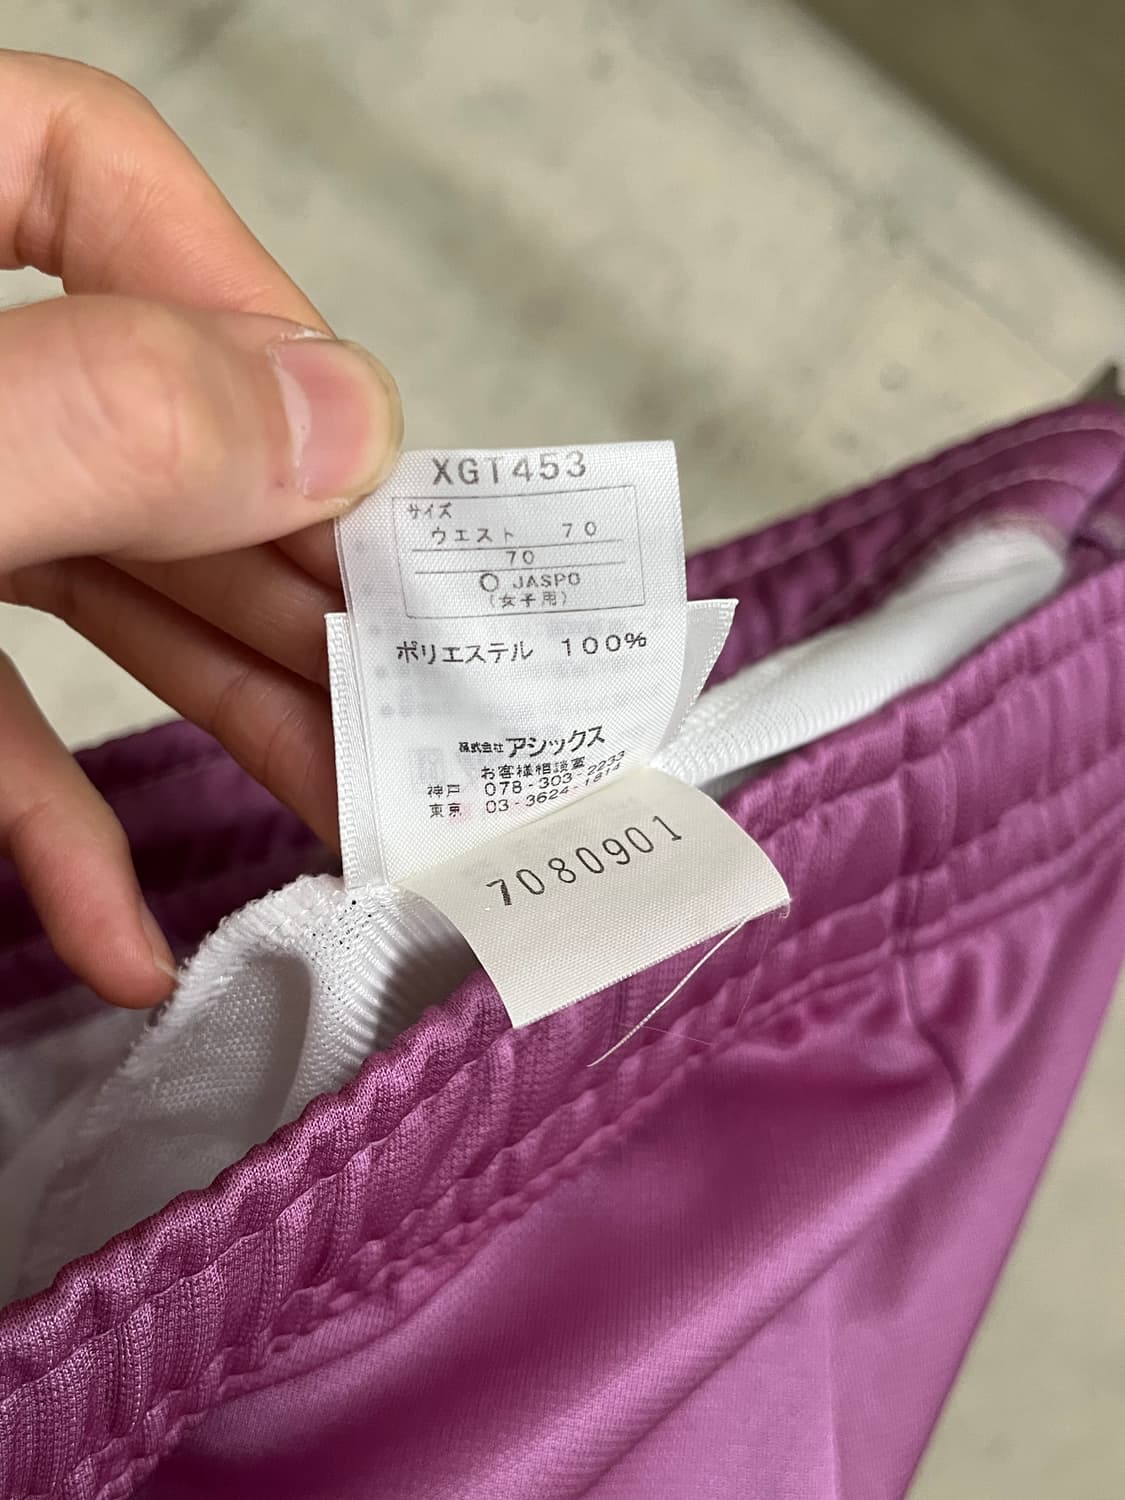 XGT453
サイズ
ウエスト 70
70
○ JASPO
(女子用)
ポリエステル 100%
株式会社アシックス
お客様相談室
神戸 078-303-2233
東京 03-3624-1814
7080901